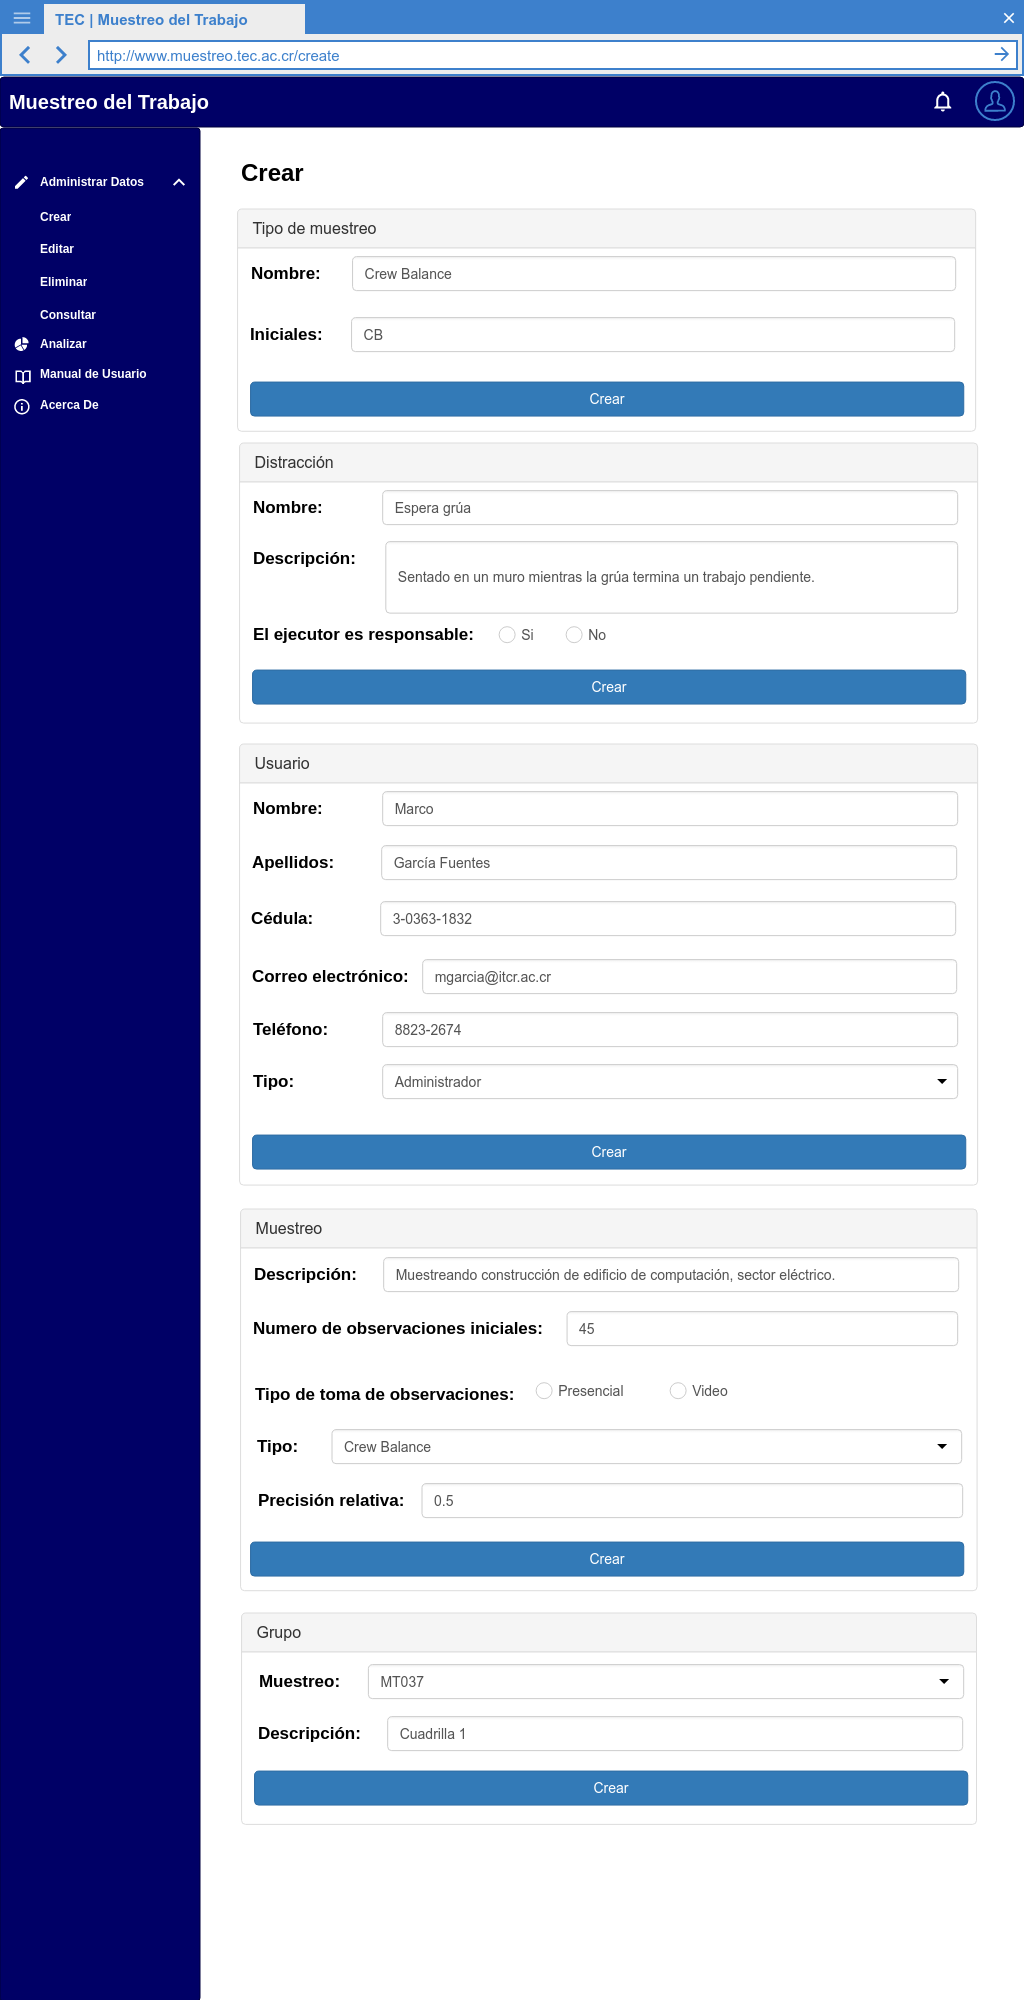 TEC | Muestreo del Trabajo
http://www.muestreo.tec.ac.cr/create
Muestreo del Trabajo
Administrar Datos
Crear
Editar
Eliminar
Consultar
Analizar
Manual de Usuario
Acerca De
Crear
Tipo de muestreo
Nombre: Crew Balance
Iniciales: CB
Crear
Distracción
Nombre: Espera grúa
Descripción: Sentado en un muro mientras la grúa termina un trabajo pendiente.
El ejecutor es responsable: Si No
Crear
Usuario
Nombre: Marco
Apellidos: García Fuentes
Cédula: 3-0363-1832
Correo electrónico: mgarcia@itcr.ac.cr
Teléfono: 8823-2674
Tipo: Administrador
Crear
Muestreo
Descripción: Muestreando construcción de edificio de computación, sector eléctrico.
Numero de observaciones iniciales: 45
Tipo de toma de observaciones: Presencial Video
Tipo: Crew Balance
Precisión relativa: 0.5
Crear
Grupo
Muestreo: MT037
Descripción: Cuadrilla 1
Crear